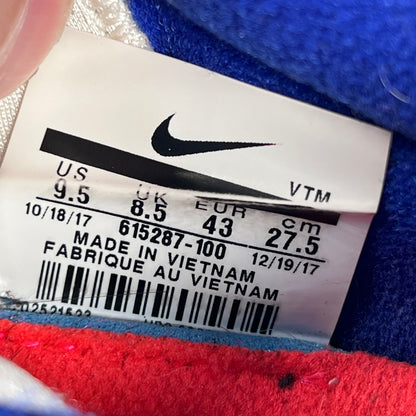 VTM
US UK EUR cm
9.5 8.5 43 27.5
10/18/17 615287-100 12/19/17
MADE IN VIETNAM
FABRIQUE AU VIETNAM